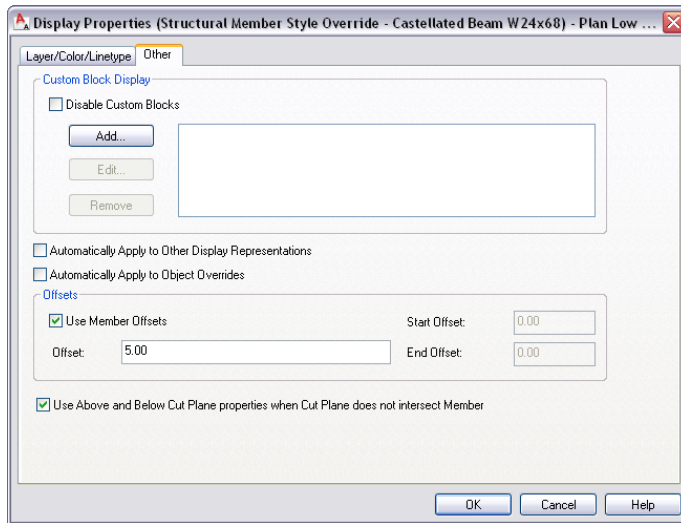 Display Properties (Structural Member Style Override - Castellated Beam W24x68) - Plan Low ...
Layer/Color/Linetype Other
Custom Block Display
Disable Custom Blocks
Add...
Edit...
Remove
Automatically Apply to Other Display Representations
Automatically Apply to Object Overrides
Offsets
Use Member Offsets Start Offset: 0.00
Offset: 5.00 End Offset: 0.00
Use Above and Below Cut Plane properties when Cut Plane does not intersect Member
OK Cancel Help